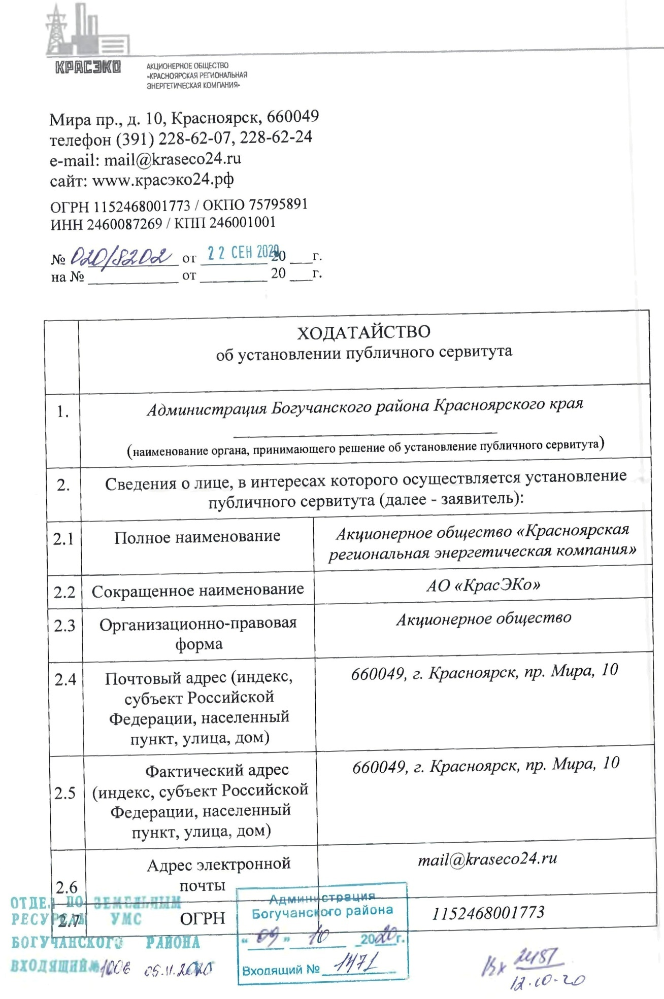 КРАСЭКО
АКЦИОНЕРНОЕ ОБЩЕСТВО
«КРАСНОЯРСКАЯ РЕГИОНАЛЬНАЯ
ЭНЕРГЕТИЧЕСКАЯ КОМПАНИЯ»
Мира пр., д. 10, Красноярск, 660049
телефон (391) 228-62-07, 228-62-24
e-mail: mail@kraseco24.ru
сайт: www.красэко24.рф
ОГРН 1152468001773 / ОКПО 75795891
ИНН 2460087269 / КПП 246001001
№ 020/8202 от 22 СЕН 2020 20 ___г.
на № ____________ от _________ 20 ___г.
ХОДАТАЙСТВО
об установлении публичного сервитута
1.
Администрация Богучанского района Красноярского края
(наименование органа, принимающего решение об установление публичного сервитута)
2.
Сведения о лице, в интересах которого осуществляется установление
публичного сервитута (далее - заявитель):
2.1
Полное наименование
Акционерное общество «Красноярская
региональная энергетическая компания»
2.2
Сокращенное наименование
АО «КрасЭКо»
2.3
Организационно-правовая
форма
Акционерное общество
2.4
Почтовый адрес (индекс,
субъект Российской
Федерации, населенный
пункт, улица, дом)
660049, г. Красноярск, пр. Мира, 10
2.5
Фактический адрес
(индекс, субъект Российской
Федерации, населенный
пункт, улица, дом)
660049, г. Красноярск, пр. Мира, 10
2.6
Адрес электронной
почты
mail@kraseco24.ru
2.7
ОГРН
1152468001773
ОТДЕЛ ПО ЗЕМЕЛЬНЫМ
РЕСУРСАМ УМС
БОГУЧАНСКОГО РАЙОНА
ВХОДЯЩИЙ № 1006 05.11.2020
Администрация
Богучанского района
"09" 10 2020г.
Входящий № 1471
Вх 2487
12.10.20